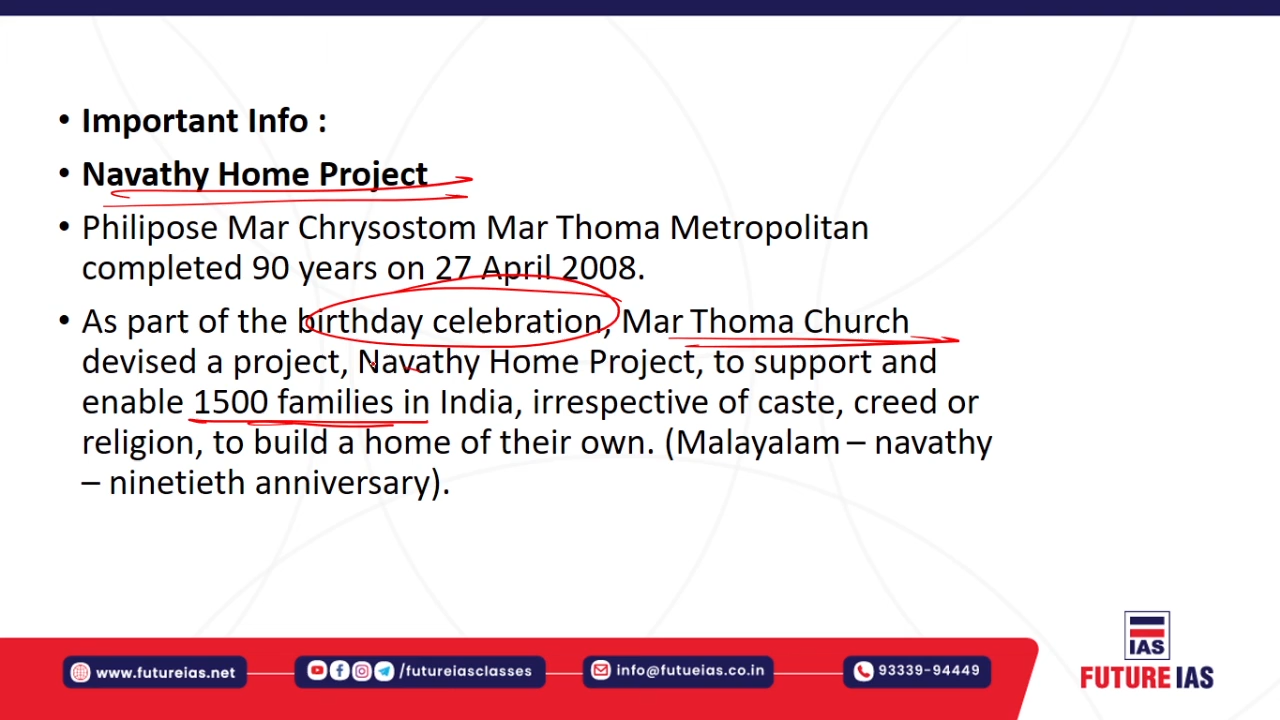 • Important Info :
• Navathy Home Project
• Philipose Mar Chrysostom Mar Thoma Metropolitan
completed 90 years on 27 April 2008.
• As part of the birthday celebration, Mar Thoma Church
devised a project, Navathy Home Project, to support and
enable 1500 families in India, irrespective of caste, creed or
religion, to build a home of their own. (Malayalam – navathy
– ninetieth anniversary).
www.futureias.net
/futureiasclasses
info@futueias.co.in
93339-94449
IAS
FUTURE IAS